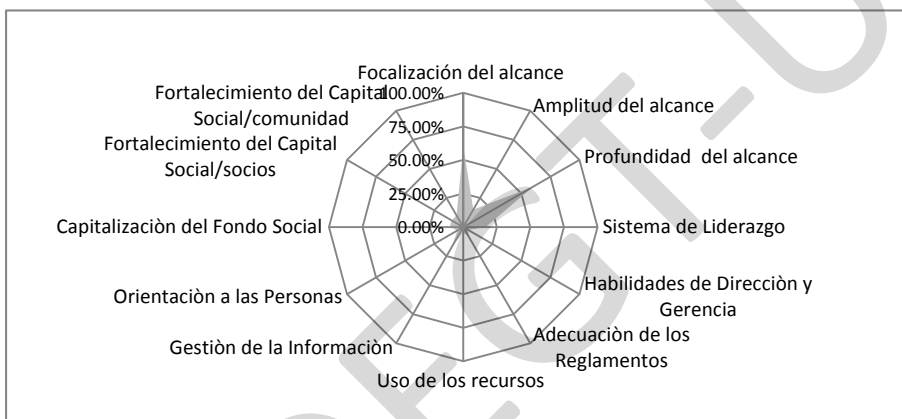 Focalización del alcance
Amplitud del alcance
Profundidad del alcance
Sistema de Liderazgo
Habilidades de Direcciòn y
Gerencia
Adecuaciòn de los
Reglamentos
Uso de los recursos
Gestiòn de la Informaciòn
Orientaciòn a las Personas
Capitalizaciòn del Fondo Social
Fortalecimiento del Capital
Social/socios
Fortalecimiento del Capital
Social/comunidad
100.00%
75.00%
50.00%
25.00%
0.00%